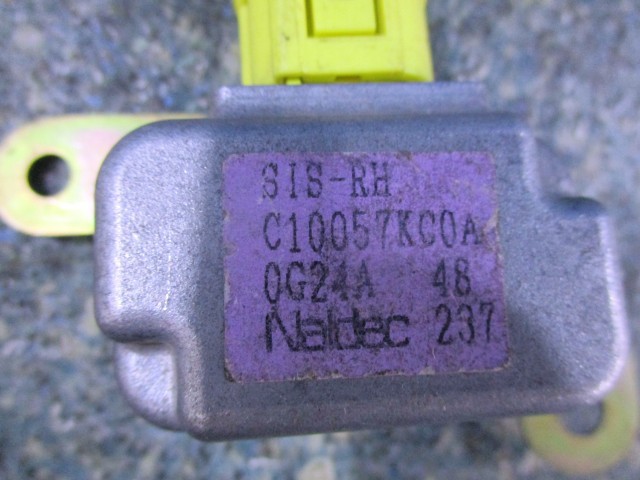 SIS-RH
C10057KC0A
0G24A 48
Naldec 237